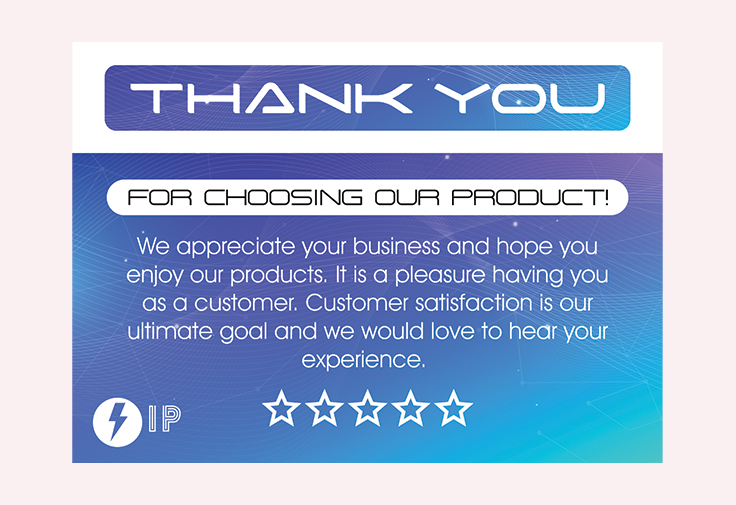 THANK YOU
FOR CHOOSING OUR PRODUCT!
We appreciate your business and hope you
enjoy our products. It is a pleasure having you
as a customer. Customer satisfaction is our
ultimate goal and we would love to hear your
experience.
IP